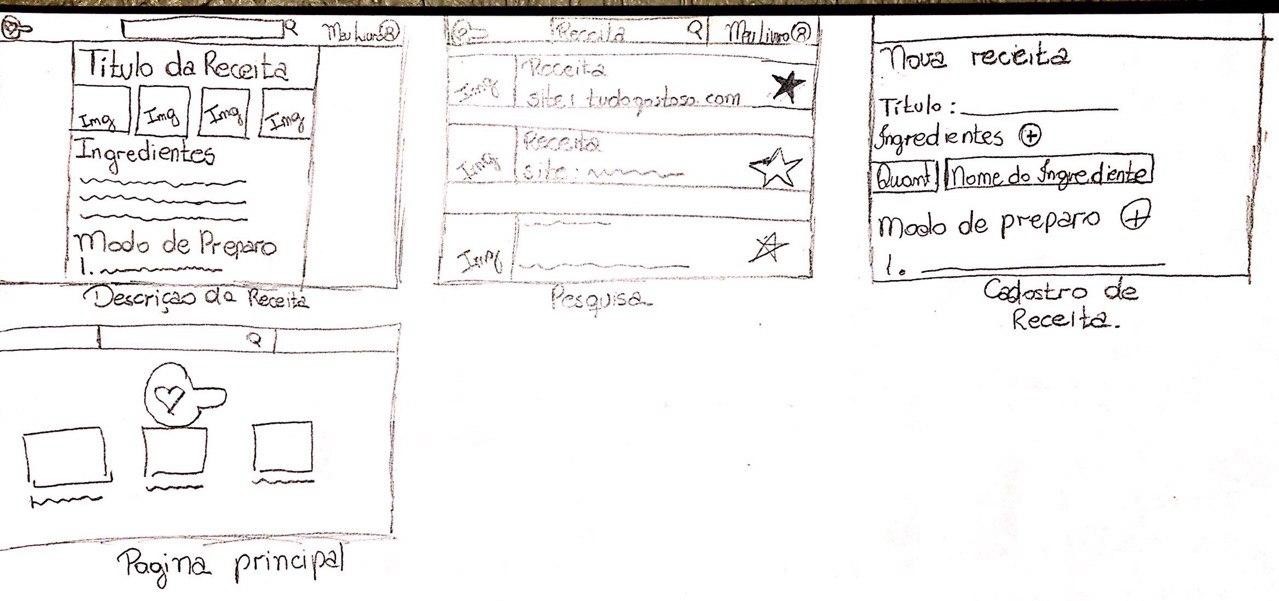 Meu Livro
Título da Receita
Img Img Img Img
Ingredientes
Modo de Preparo
1.
Descrição da Receita
Receita Meu Livro
Img
Receita
site: tudogostoso.com
Img
Receita
site:
Img
Pesquisa
Nova receita
Título:
Ingredientes +
Quant Nome do Ingrediente
Modo de preparo +
1.
Cadastro de
Receita.
Pagina principal